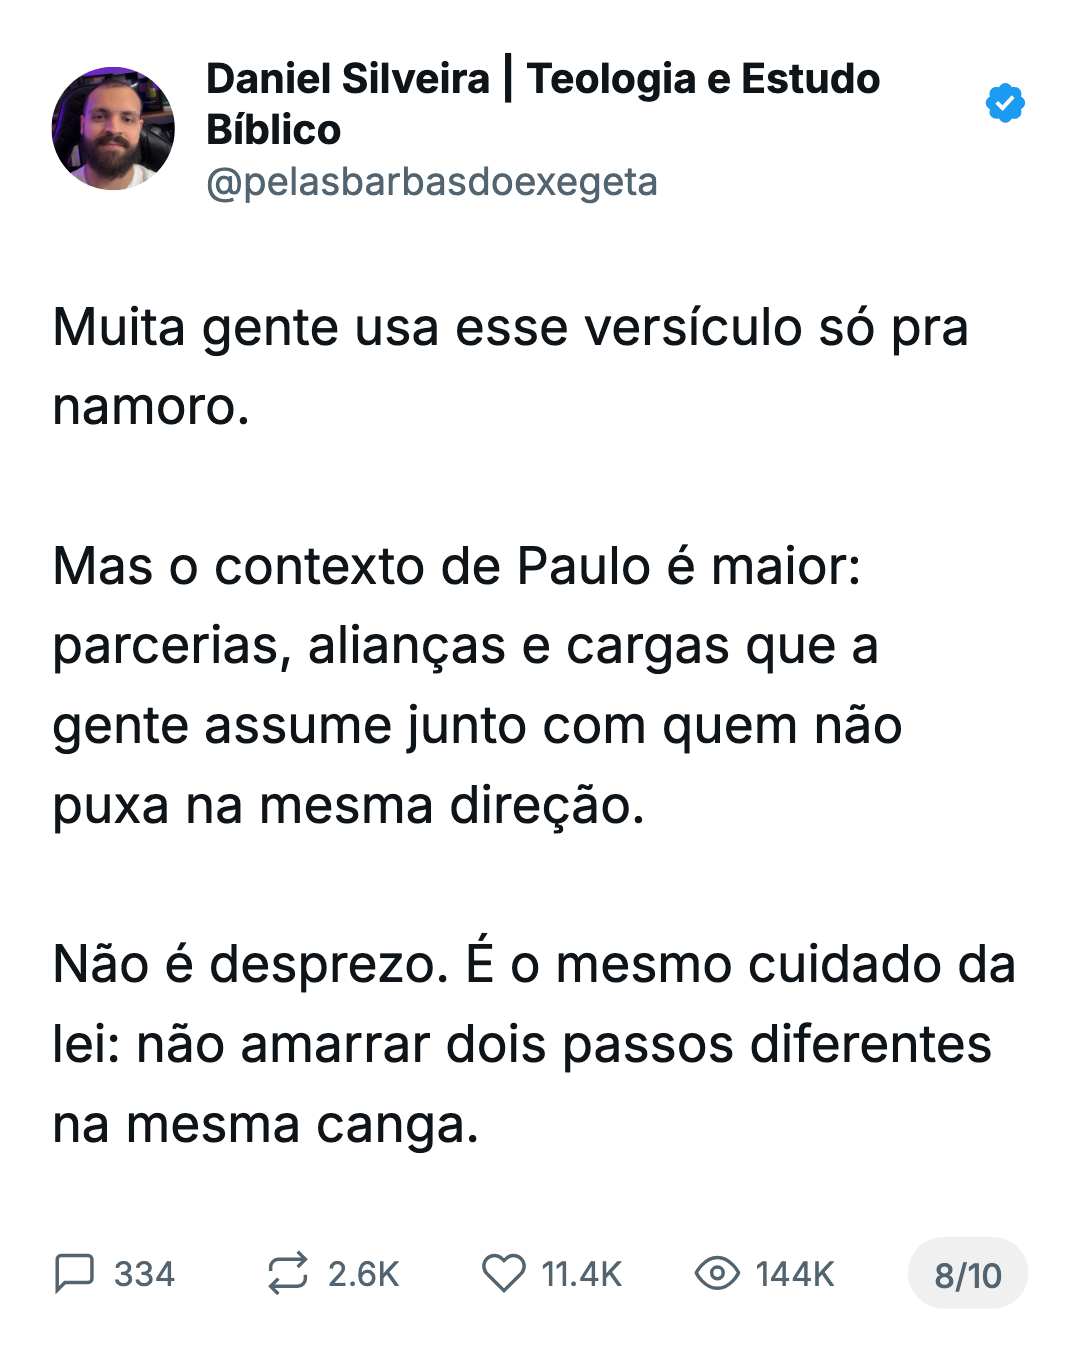 Daniel Silveira | Teologia e Estudo
Bíblico
@pelasbarbasdoexegeta
Muita gente usa esse versículo só pra
namoro.
Mas o contexto de Paulo é maior:
parcerias, alianças e cargas que a
gente assume junto com quem não
puxa na mesma direção.
Não é desprezo. É o mesmo cuidado da
lei: não amarrar dois passos diferentes
na mesma canga.
334 2.6K 11.4K 144K 8/10